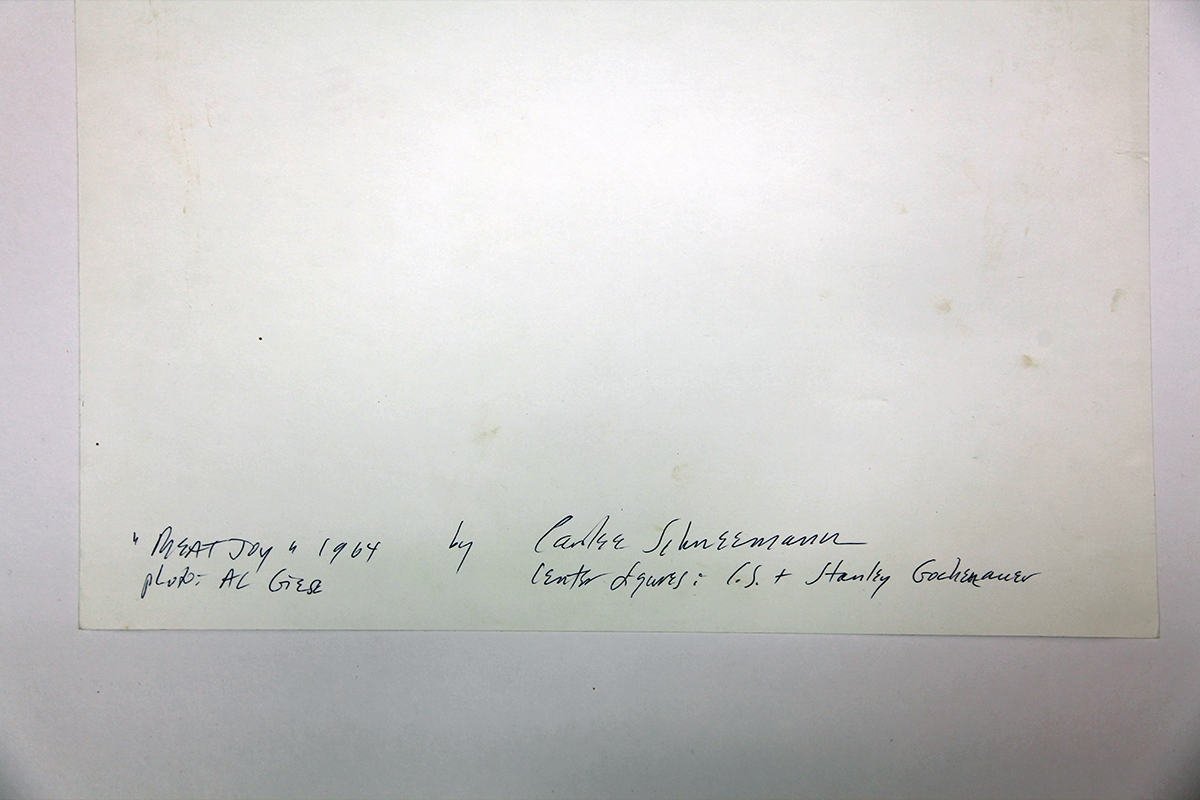 "MEAT JOY" 1964 by Carolee Schneemann
photo: AL Giese center figures: C.S. + Stanley Gochenauer